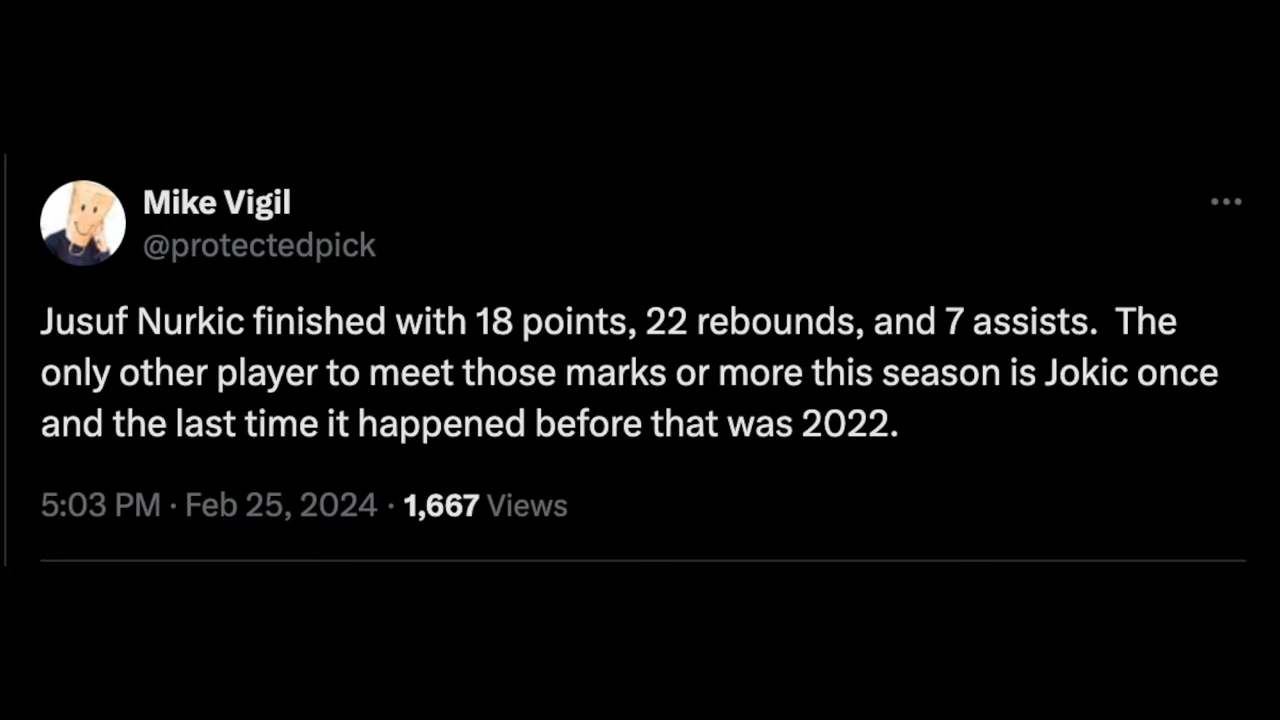 Mike Vigil
@protectedpick
Jusuf Nurkic finished with 18 points, 22 rebounds, and 7 assists.  The
only other player to meet those marks or more this season is Jokic once
and the last time it happened before that was 2022.
5:03 PM · Feb 25, 2024 · 1,667 Views